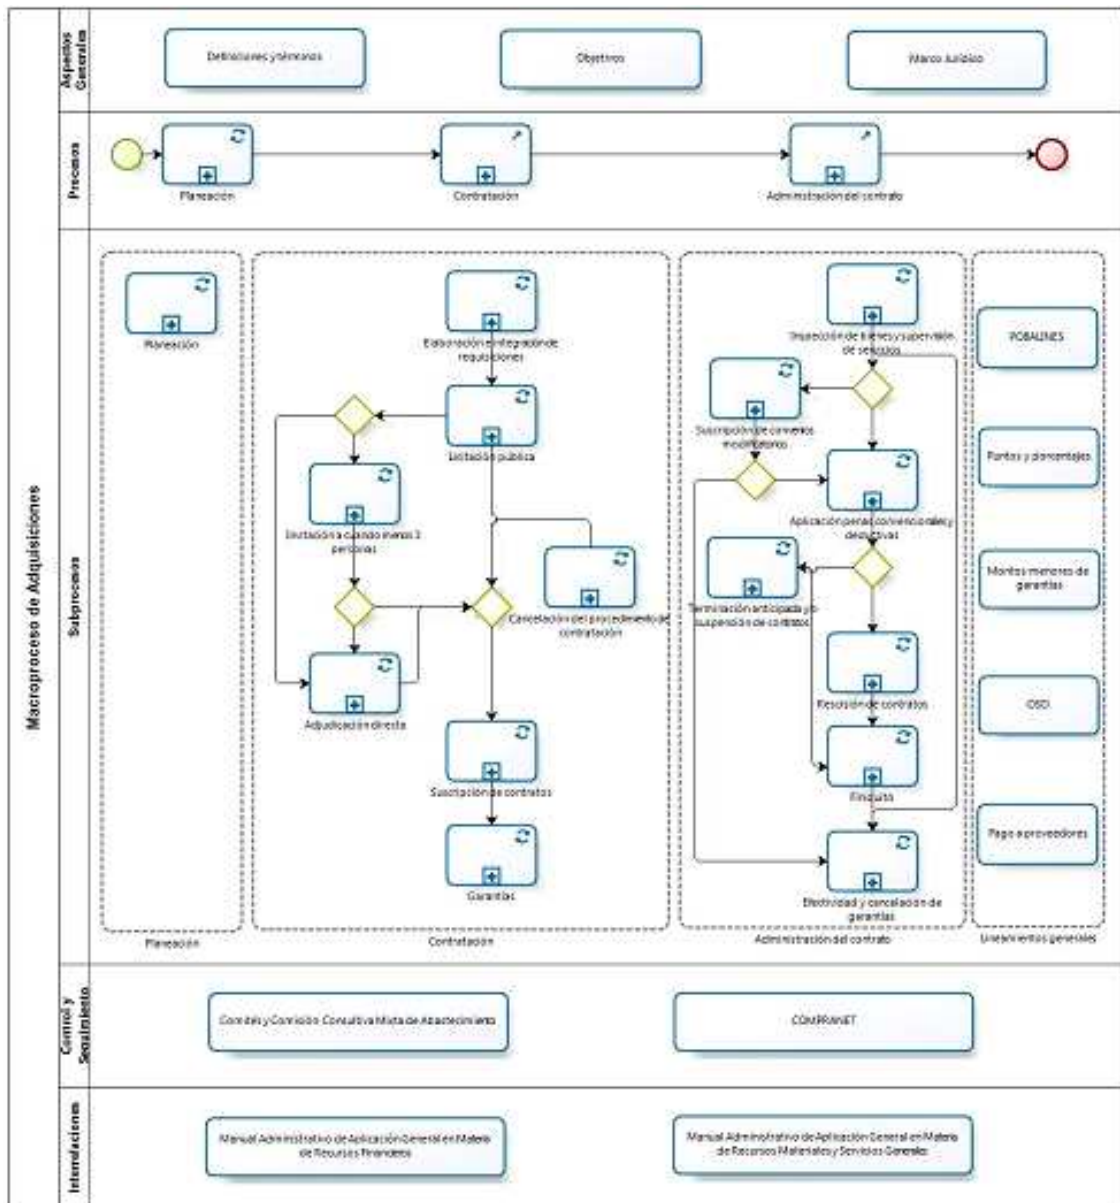 Macroproceso de Adquisiciones
Aspectos
Generales
Definiciones y términos
Objetivos
Marco Jurídico
Procesos
Planeación
Contratación
Administración del contrato
Subprocesos
Planeación
Elaboración e integración de
requisiciones
Licitación pública
Invitación a cuando menos 3
personas
Cancelación del procedimiento de
contratación
Adjudicación directa
Suscripción de contratos
Garantías
Inspección de bienes y supervisión
de servicios
Suscripción de convenios
modificatorios
Aplicación penas convencionales y
deductivas
Terminación anticipada y/o
suspención de contratos
Rescisión de contratos
Finiquito
Efectividad y cancelación de
garantías
POBALINES
Puntos y porcentajes
Montos menores de
garantías
OSD
Pago a proveedores
Planeación
Contratación
Administración del contrato
Lineamientos generales
Control y
Seguimiento
Comités y Comisión Consultiva Mixta de Abastecimiento
COMPRANET
Interrelaciones
Manual Administrativo de Aplicación General en Materia
de Recursos Financieros
Manual Administrativo de Aplicación General en Materia
de Recursos Materiales y Servicios Generales